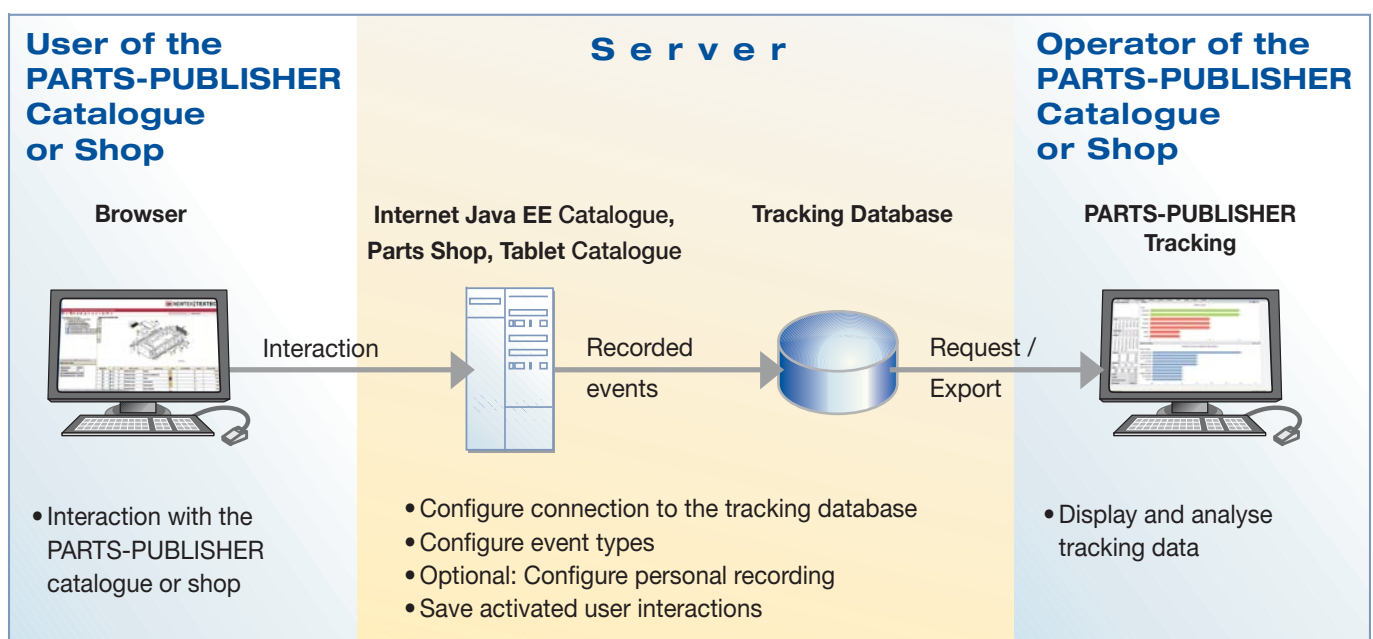 User of the
PARTS-PUBLISHER
Catalogue
or Shop
Server
Operator of the
PARTS-PUBLISHER
Catalogue
or Shop
Browser
Internet Java EE Catalogue,
Parts Shop, Tablet Catalogue
Tracking Database
PARTS-PUBLISHER
Tracking
Interaction
Recorded
events
Request /
Export
• Interaction with the
PARTS-PUBLISHER
catalogue or shop
• Configure connection to the tracking database
• Configure event types
• Optional: Configure personal recording
• Save activated user interactions
• Display and analyse
tracking data